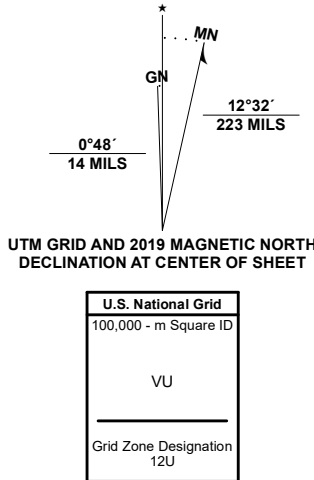 ★
MN
GN
12°32´
223 MILS
0°48´
14 MILS
UTM GRID AND 2019 MAGNETIC NORTH
DECLINATION AT CENTER OF SHEET
U.S. National Grid
100,000 - m Square ID
VU
Grid Zone Designation
12U